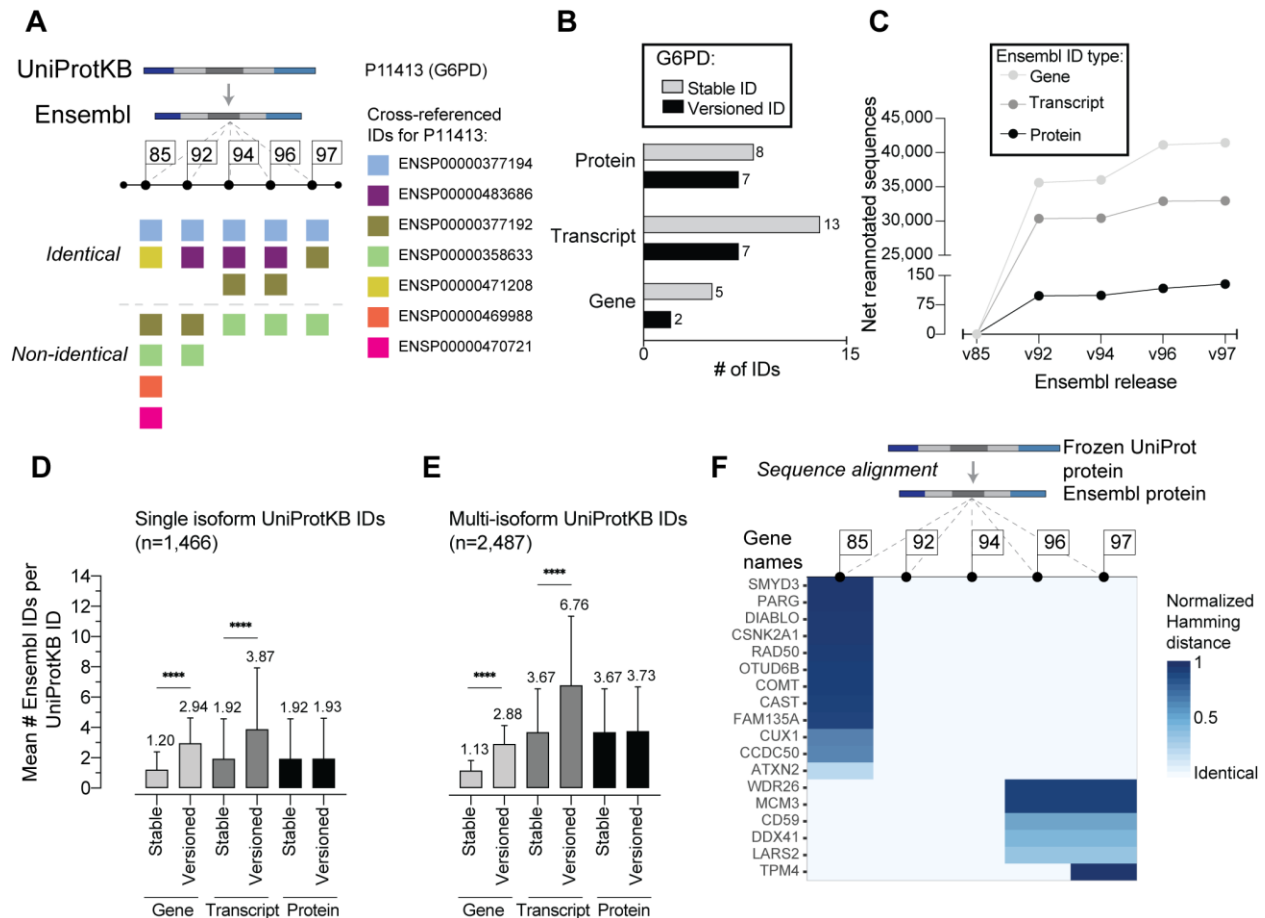 A
UniProtKB
P11413 (G6PD)
Ensembl
85 92 94 96 97
Cross-referenced
IDs for P11413:
ENSP00000377194
ENSP00000483686
ENSP00000377192
ENSP00000358633
ENSP00000471208
ENSP00000469988
ENSP00000470721
Identical
Non-identical
B
G6PD:
Stable ID
Versioned ID
Protein
8
7
Transcript
13
7
Gene
5
2
0 15
# of IDs
C
Ensembl ID type:
Gene
Transcript
Protein
Net reannotated sequences
45,000
40,000
35,000
30,000
25,000
150
75
0
v85 v92 v94 v96 v97
Ensembl release
D
Single isoform UniProtKB IDs
(n=1,466)
Mean # Ensembl IDs per
UniProtKB ID
14
12
10
8
6
4
2
0
****
****
1.20 2.94 1.92 3.87 1.92 1.93
Stable Versioned Stable Versioned Stable Versioned
Gene Transcript Protein
E
Multi-isoform UniProtKB IDs
(n=2,487)
****
****
1.13 2.88 3.67 6.76 3.67 3.73
Stable Versioned Stable Versioned Stable Versioned
Gene Transcript Protein
F
Frozen UniProt
protein
Sequence alignment
Ensembl protein
Gene
names
85 92 94 96 97
SMYD3
PARG
DIABLO
CSNK2A1
RAD50
OTUD6B
COMT
CAST
FAM135A
CUX1
CCDC50
ATXN2
WDR26
MCM3
CD59
DDX41
LARS2
TPM4
Normalized
Hamming
distance
1
0.5
Identical